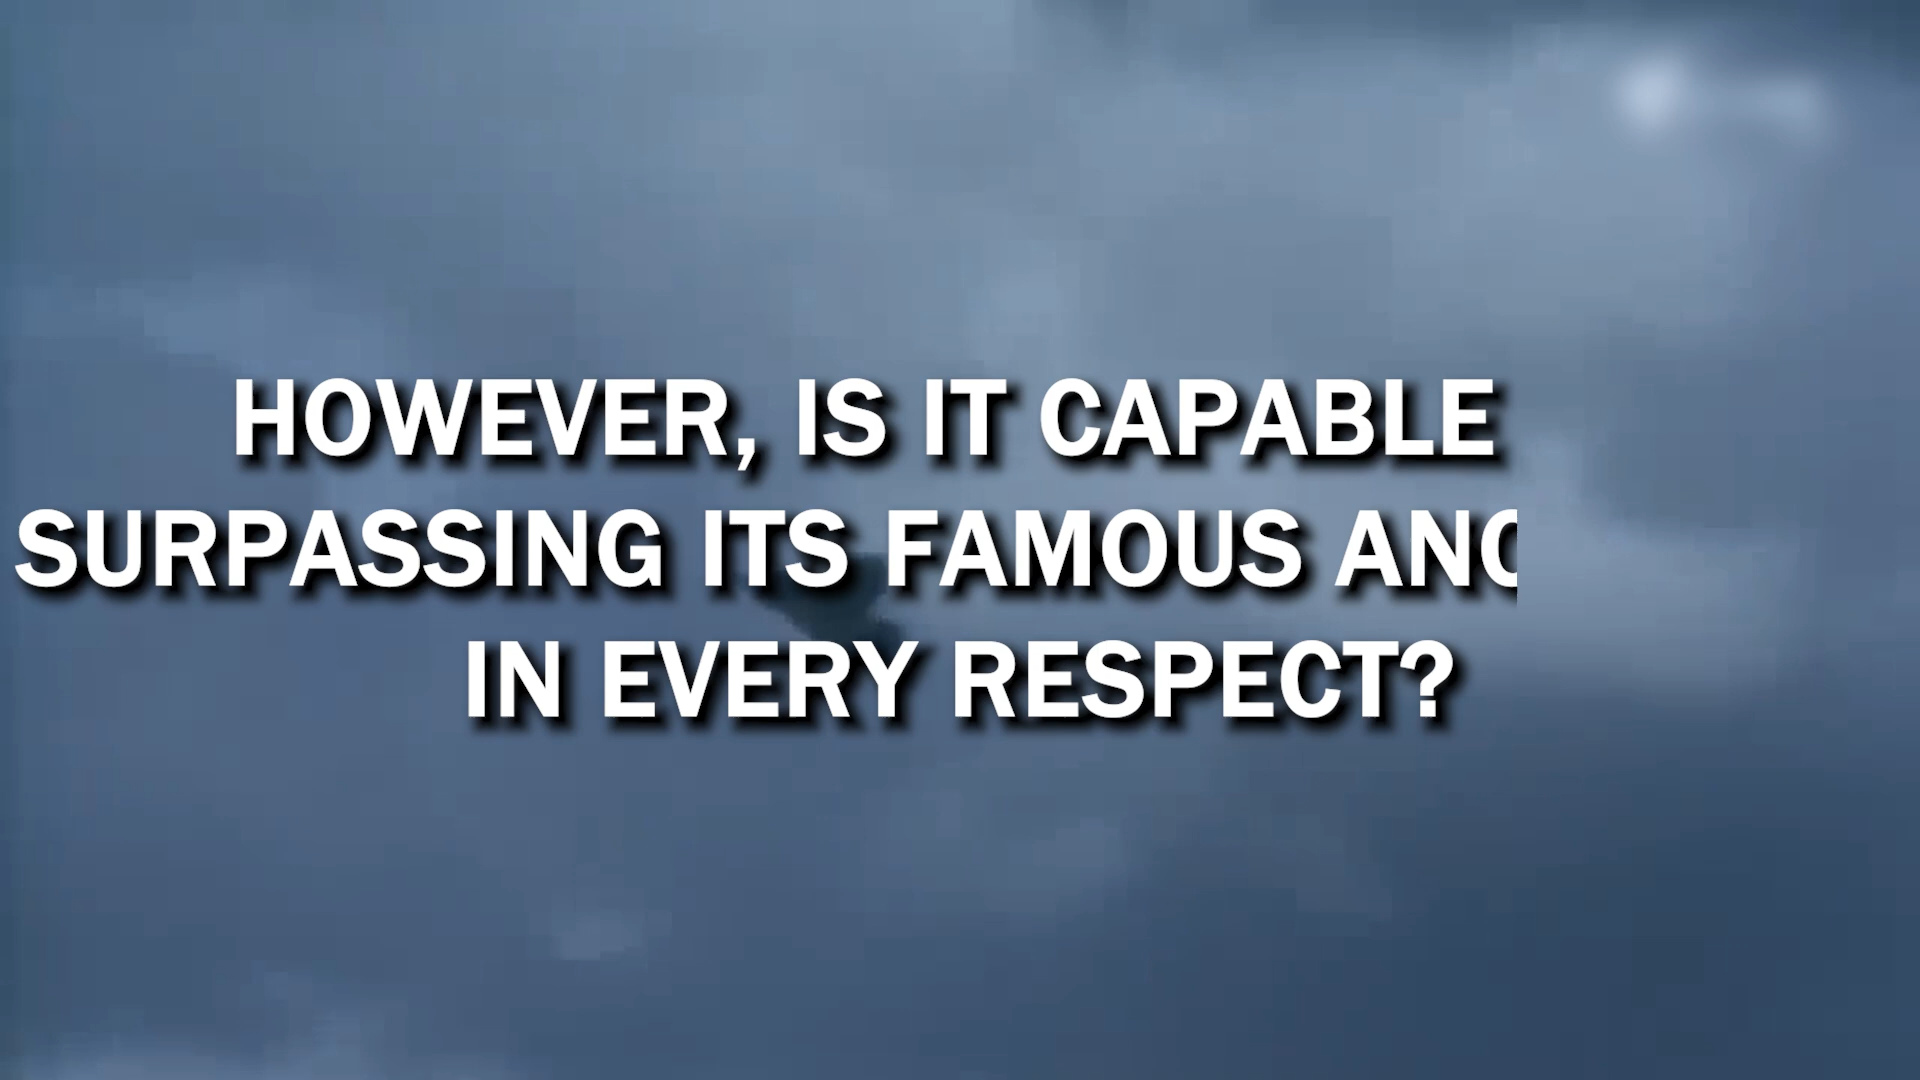 HOWEVER, IS IT CAPABLE
SURPASSING ITS FAMOUS
IN EVERY RESPECT?